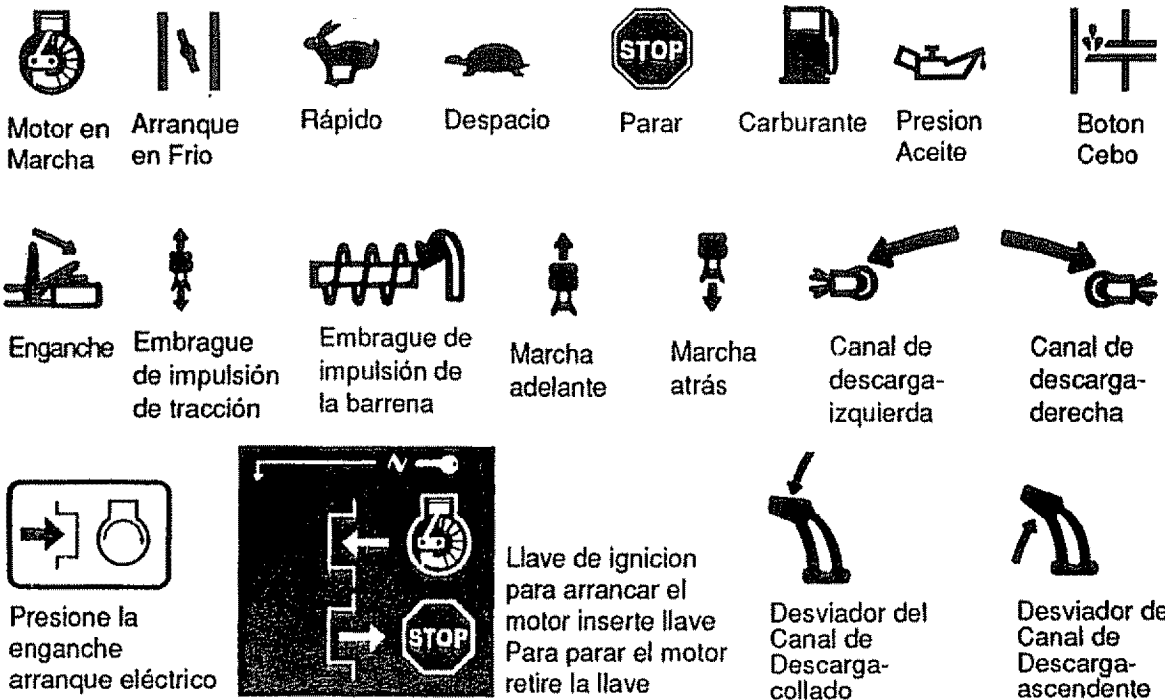 STOP
Motor en
Marcha
Arranque
en Frio
Rápido
Despacio
Parar
Carburante
Presion
Aceite
Boton
Cebo
Enganche
Embrague
de impulsión
de tracción
Embrague de
impulsión de
la barrena
Marcha
adelante
Marcha
atrás
Canal de
descarga-
izquierda
Canal de
descarga-
derecha
Presione la
enganche
arranque eléctrico
STOP
Llave de ignicion
para arrancar el
motor inserte llave
Para parar el motor
retire la llave
Desviador del
Canal de
Descarga-
collado
Desviador de
Canal de
Descarga-
ascendente